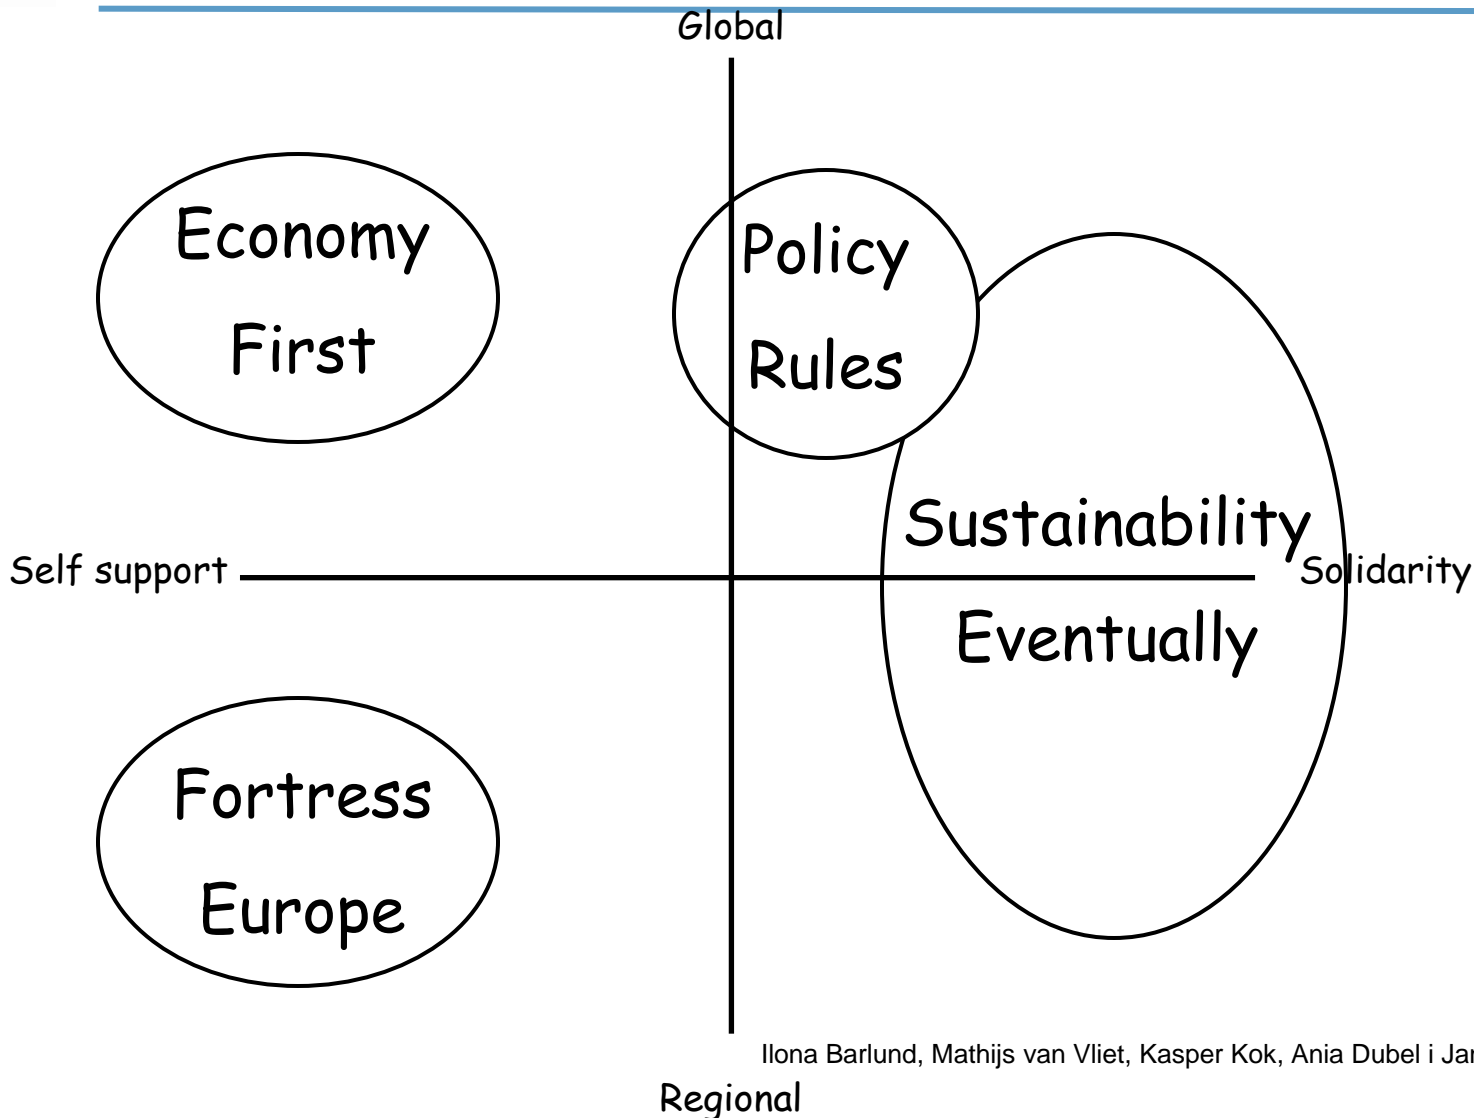 Global
Economy
First
Policy
Rules
Sustainability
Eventually
Self support
Solidarity
Fortress
Europe
Ilona Barlund, Mathijs van Vliet, Kasper Kok, Ania Dubel i
Regional